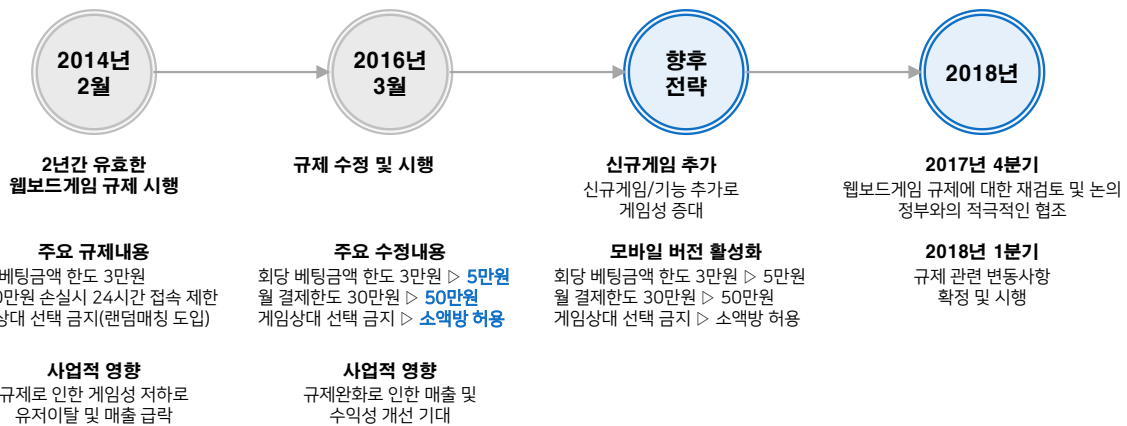 2014년
2월
2년간 유효한
웹보드게임 규제 시행
주요 규제내용
베팅금액 한도 3만원
만원 손실시 24시간 접속 제한
선택 금지(랜덤매칭 도입)
사업적 영향
규제로 인한 게임성 저하로
유저이탈 및 매출 급락
2016년
3월
규제 수정 및 시행
주요 수정내용
회당 베팅금액 한도 3만원 ▷ 5만원
월 결제한도 30만원 ▷ 50만원
게임상대 선택 금지 ▷ 소액방 허용
사업적 영향
규제완화로 인한 매출 및
수익성 개선 기대
향후
전략
신규게임 추가
신규게임/기능 추가로
게임성 증대
모바일 버전 활성화
회당 베팅금액 한도 3만원 ▷ 5만원
월 결제한도 30만원 ▷ 50만원
게임상대 선택 금지 ▷ 소액방 허용
2018년
2017년 4분기
웹보드게임 규제에 대한 재검토 및 논의
정부와의 적극적인 협조
2018년 1분기
규제 관련 변동사항
확정 및 시행